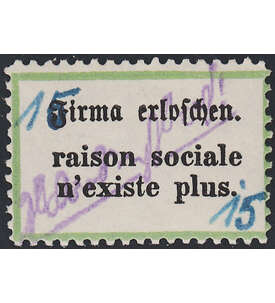 15
Firma erloschen.
raison sociale
n'existe plus.
15